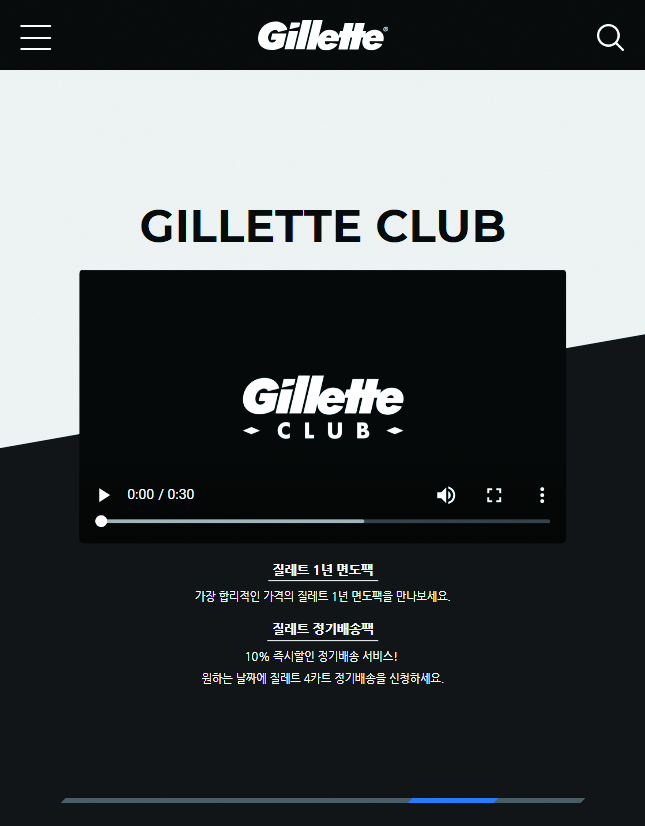 Gillette®
GILLETTE CLUB
Gillette
CLUB
0:00 / 0:30
질레트 1년 면도팩
가장 합리적인 가격의 질레트 1년 면도팩을 만나보세요.
질레트 정기배송팩
10% 즉시할인 정기배송 서비스!
원하는 날짜에 질레트 4카트 정기배송을 신청하세요.